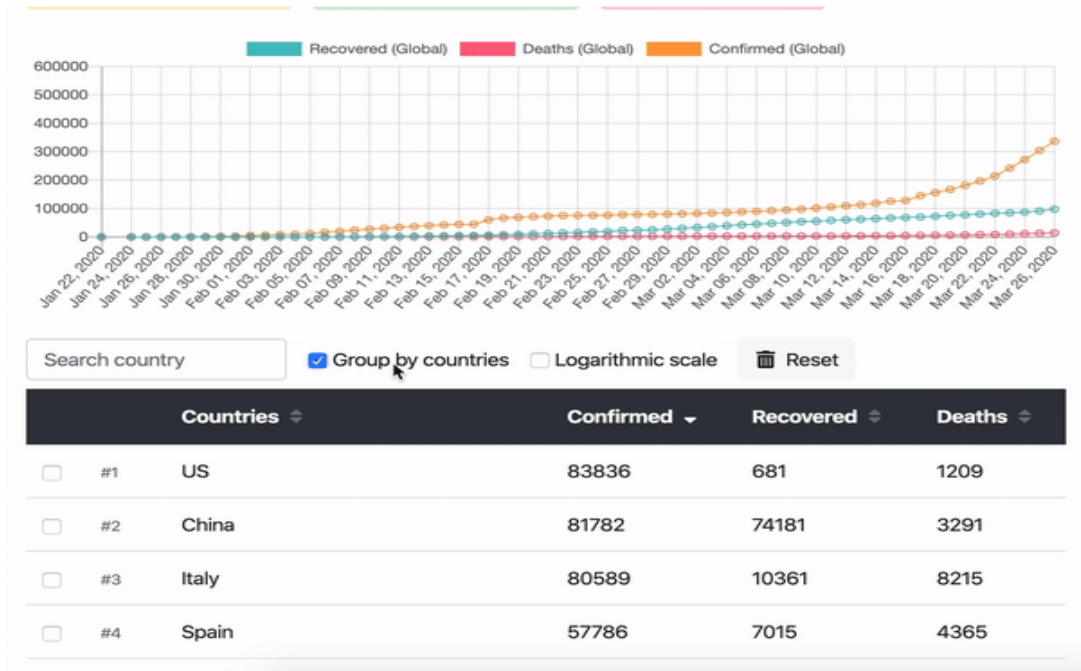 Recovered (Global) Deaths (Global) Confirmed (Global)
600000
500000
400000
300000
200000
100000
0
Jan 22, 2020 Jan 24, 2020 Jan 26, 2020 Jan 28, 2020 Jan 30, 2020 Feb 01, 2020 Feb 03, 2020 Feb 05, 2020 Feb 07, 2020 Feb 09, 2020 Feb 11, 2020 Feb 13, 2020 Feb 15, 2020 Feb 17, 2020 Feb 19, 2020 Feb 21, 2020 Feb 23, 2020 Feb 25, 2020 Feb 27, 2020 Feb 29, 2020 Mar 02, 2020 Mar 04, 2020 Mar 06, 2020 Mar 08, 2020 Mar 10, 2020 Mar 12, 2020 Mar 14, 2020 Mar 16, 2020 Mar 18, 2020 Mar 20, 2020 Mar 22, 2020 Mar 24, 2020 Mar 26, 2020
Search country Group by countries Logarithmic scale Reset
Countries Confirmed Recovered Deaths
#1 US 83836 681 1209
#2 China 81782 74181 3291
#3 Italy 80589 10361 8215
#4 Spain 57786 7015 4365